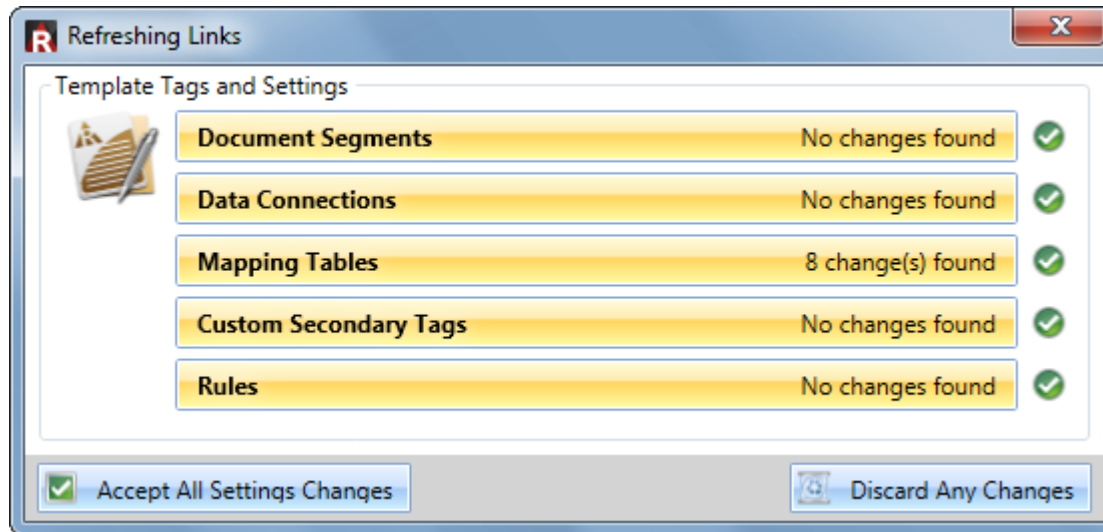 Refreshing Links
Template Tags and Settings
Document Segments No changes found
Data Connections No changes found
Mapping Tables 8 change(s) found
Custom Secondary Tags No changes found
Rules No changes found
Accept All Settings Changes Discard Any Changes